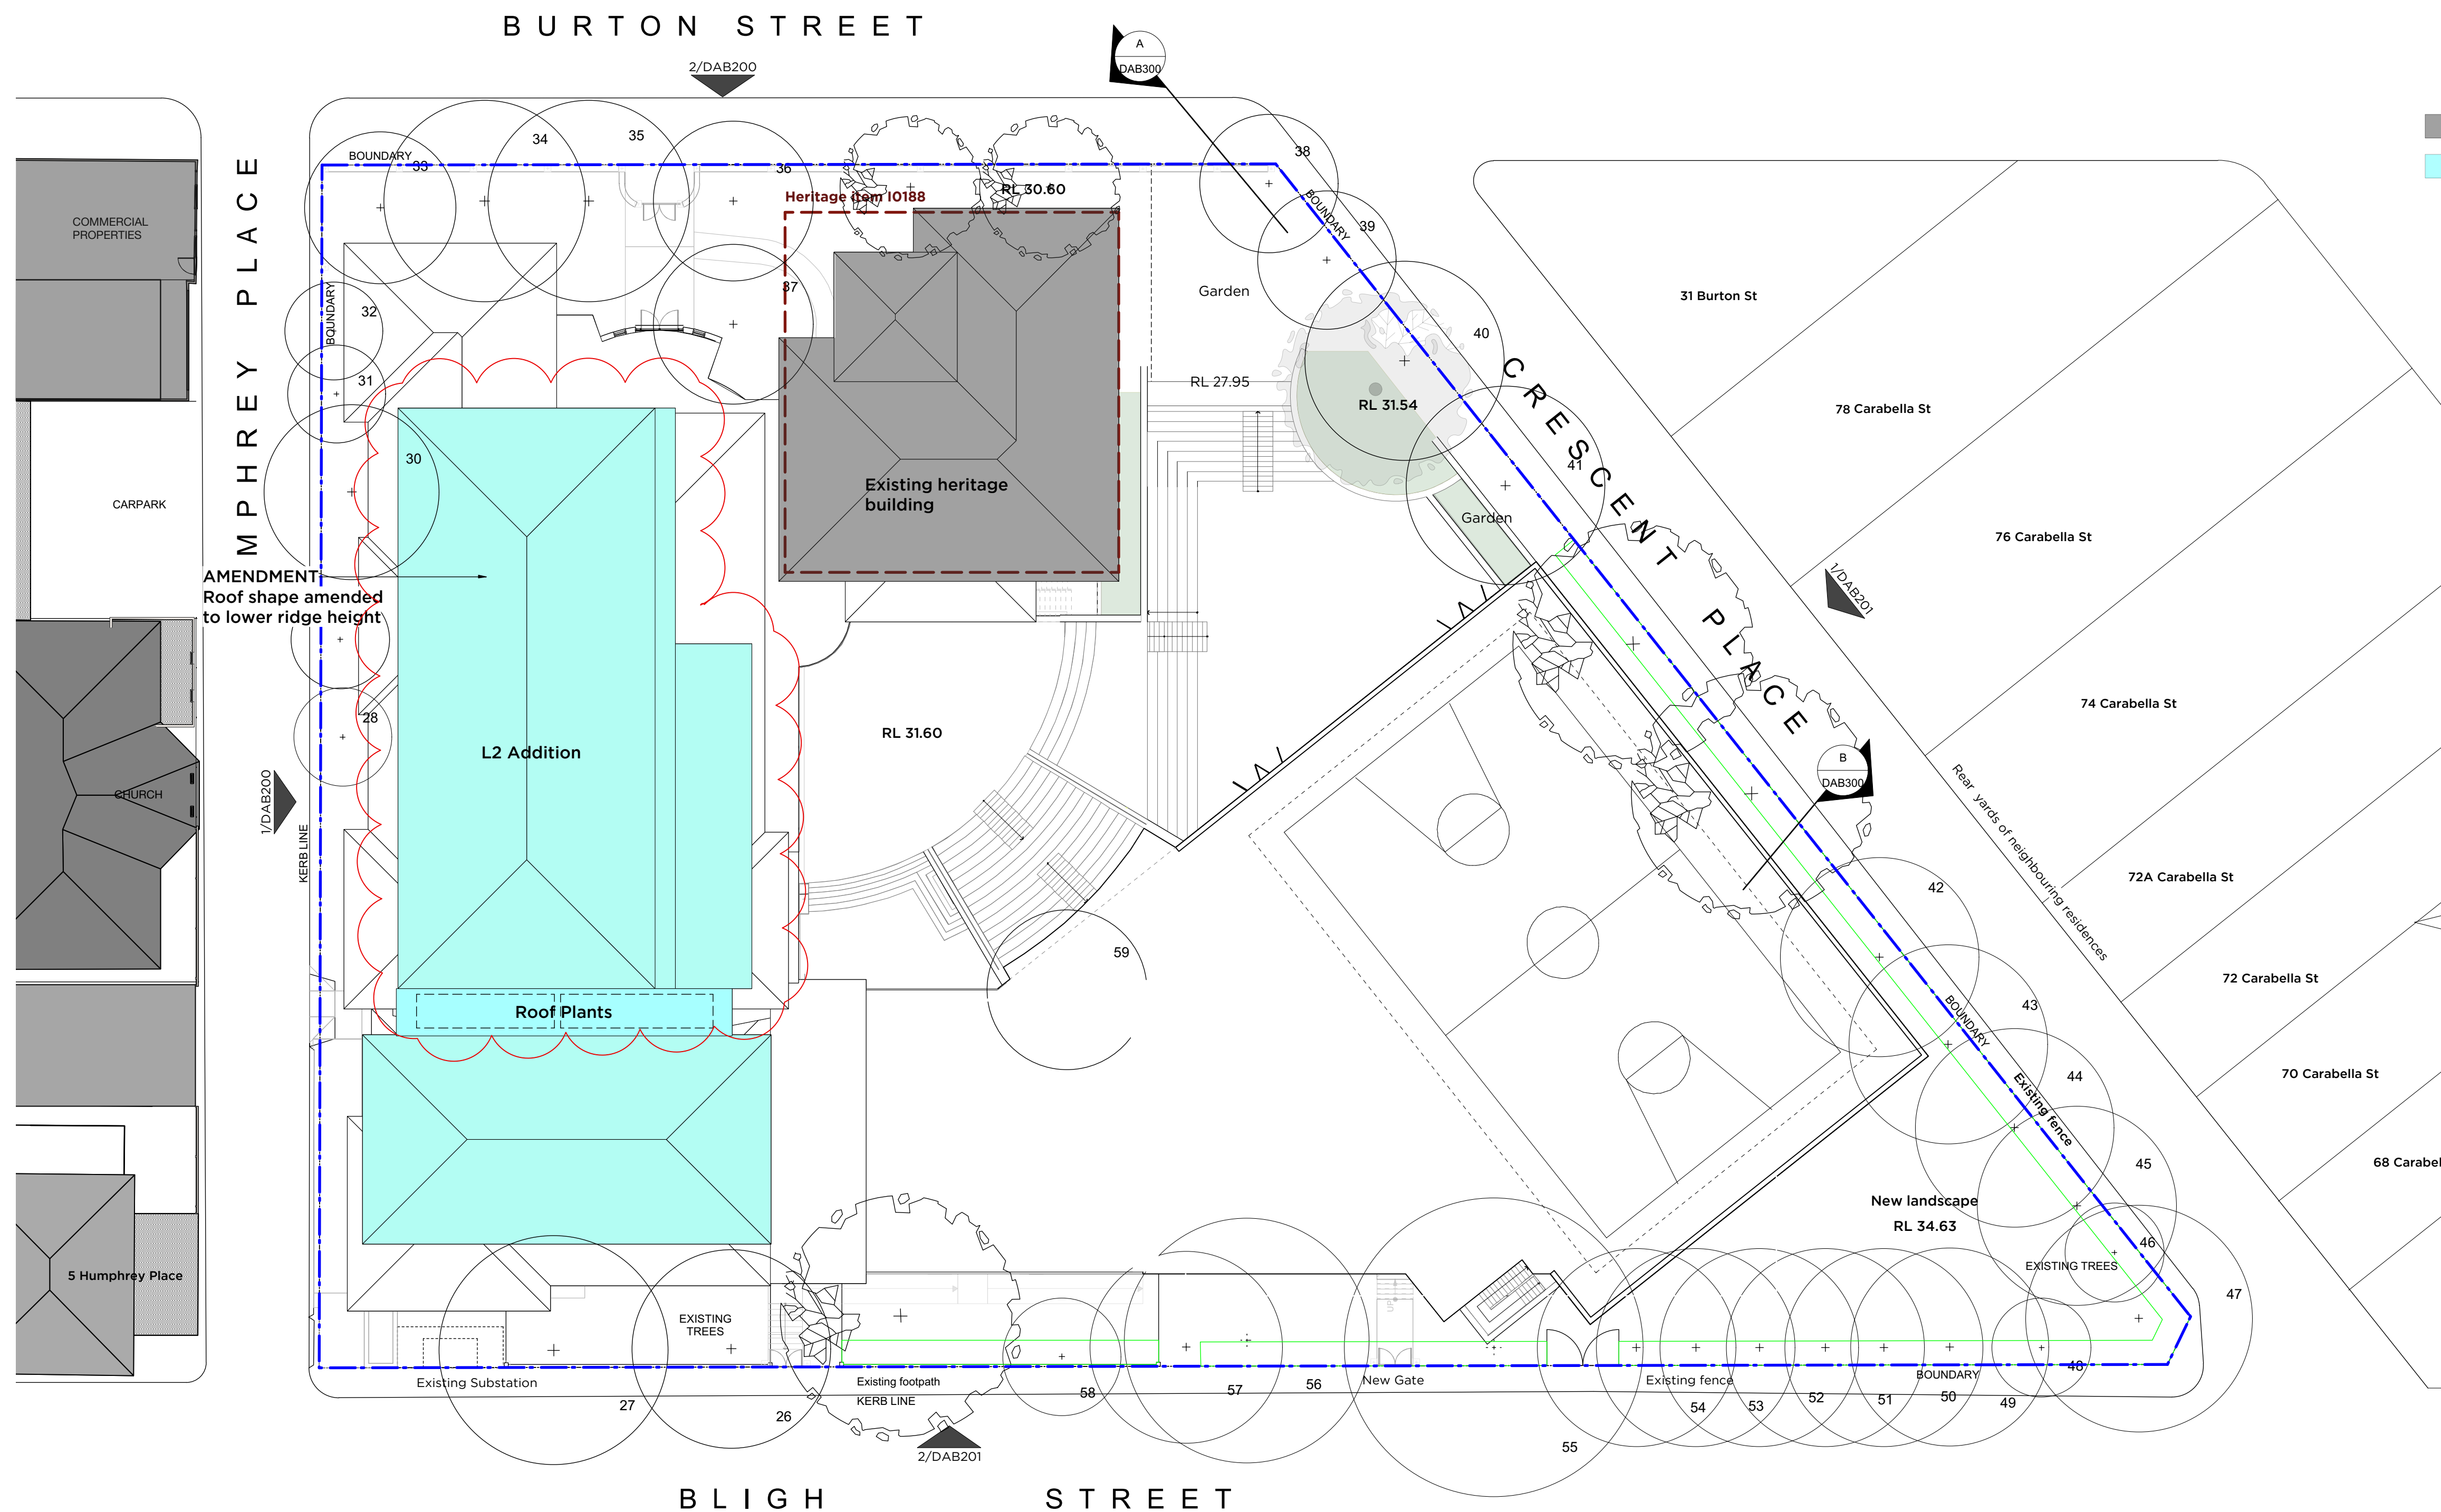 BURTON STREET
2/DAB200
A
DAB300
HUMPHREY PLACE
BOUNDARY
33
34
35
36
38
39
BOUNDARY
Heritage item I0188
RL 30.60
COMMERCIAL
PROPERTIES
BOUNDARY
32
31
37
Garden
40
31 Burton St
RL 27.95
RL 31.54
CRESCENT PLACE
78 Carabella St
30
41
Existing heritage
building
CARPARK
Garden
76 Carabella St
AMENDMENT
Roof shape amended
to lower ridge height
1/DAB201
74 Carabella St
28
L2 Addition
RL 31.60
B
DAB300
CHURCH
1/DAB200
KERB LINE
Rear yards of neighbouring residences
72A Carabella St
42
59
72 Carabella St
Roof Plants
43
BOUNDARY
70 Carabella St
44
Existing fence
45
68 Carabel
New landscape
RL 34.63
46
EXISTING TREES
47
5 Humphrey Place
EXISTING
TREES
UP
48
Existing Substation
Existing footpath
KERB LINE
New Gate
Existing fence
BOUNDARY
27
26
58
57
56
55
54
53
52
51
50
49
2/DAB201
BLIGH STREET